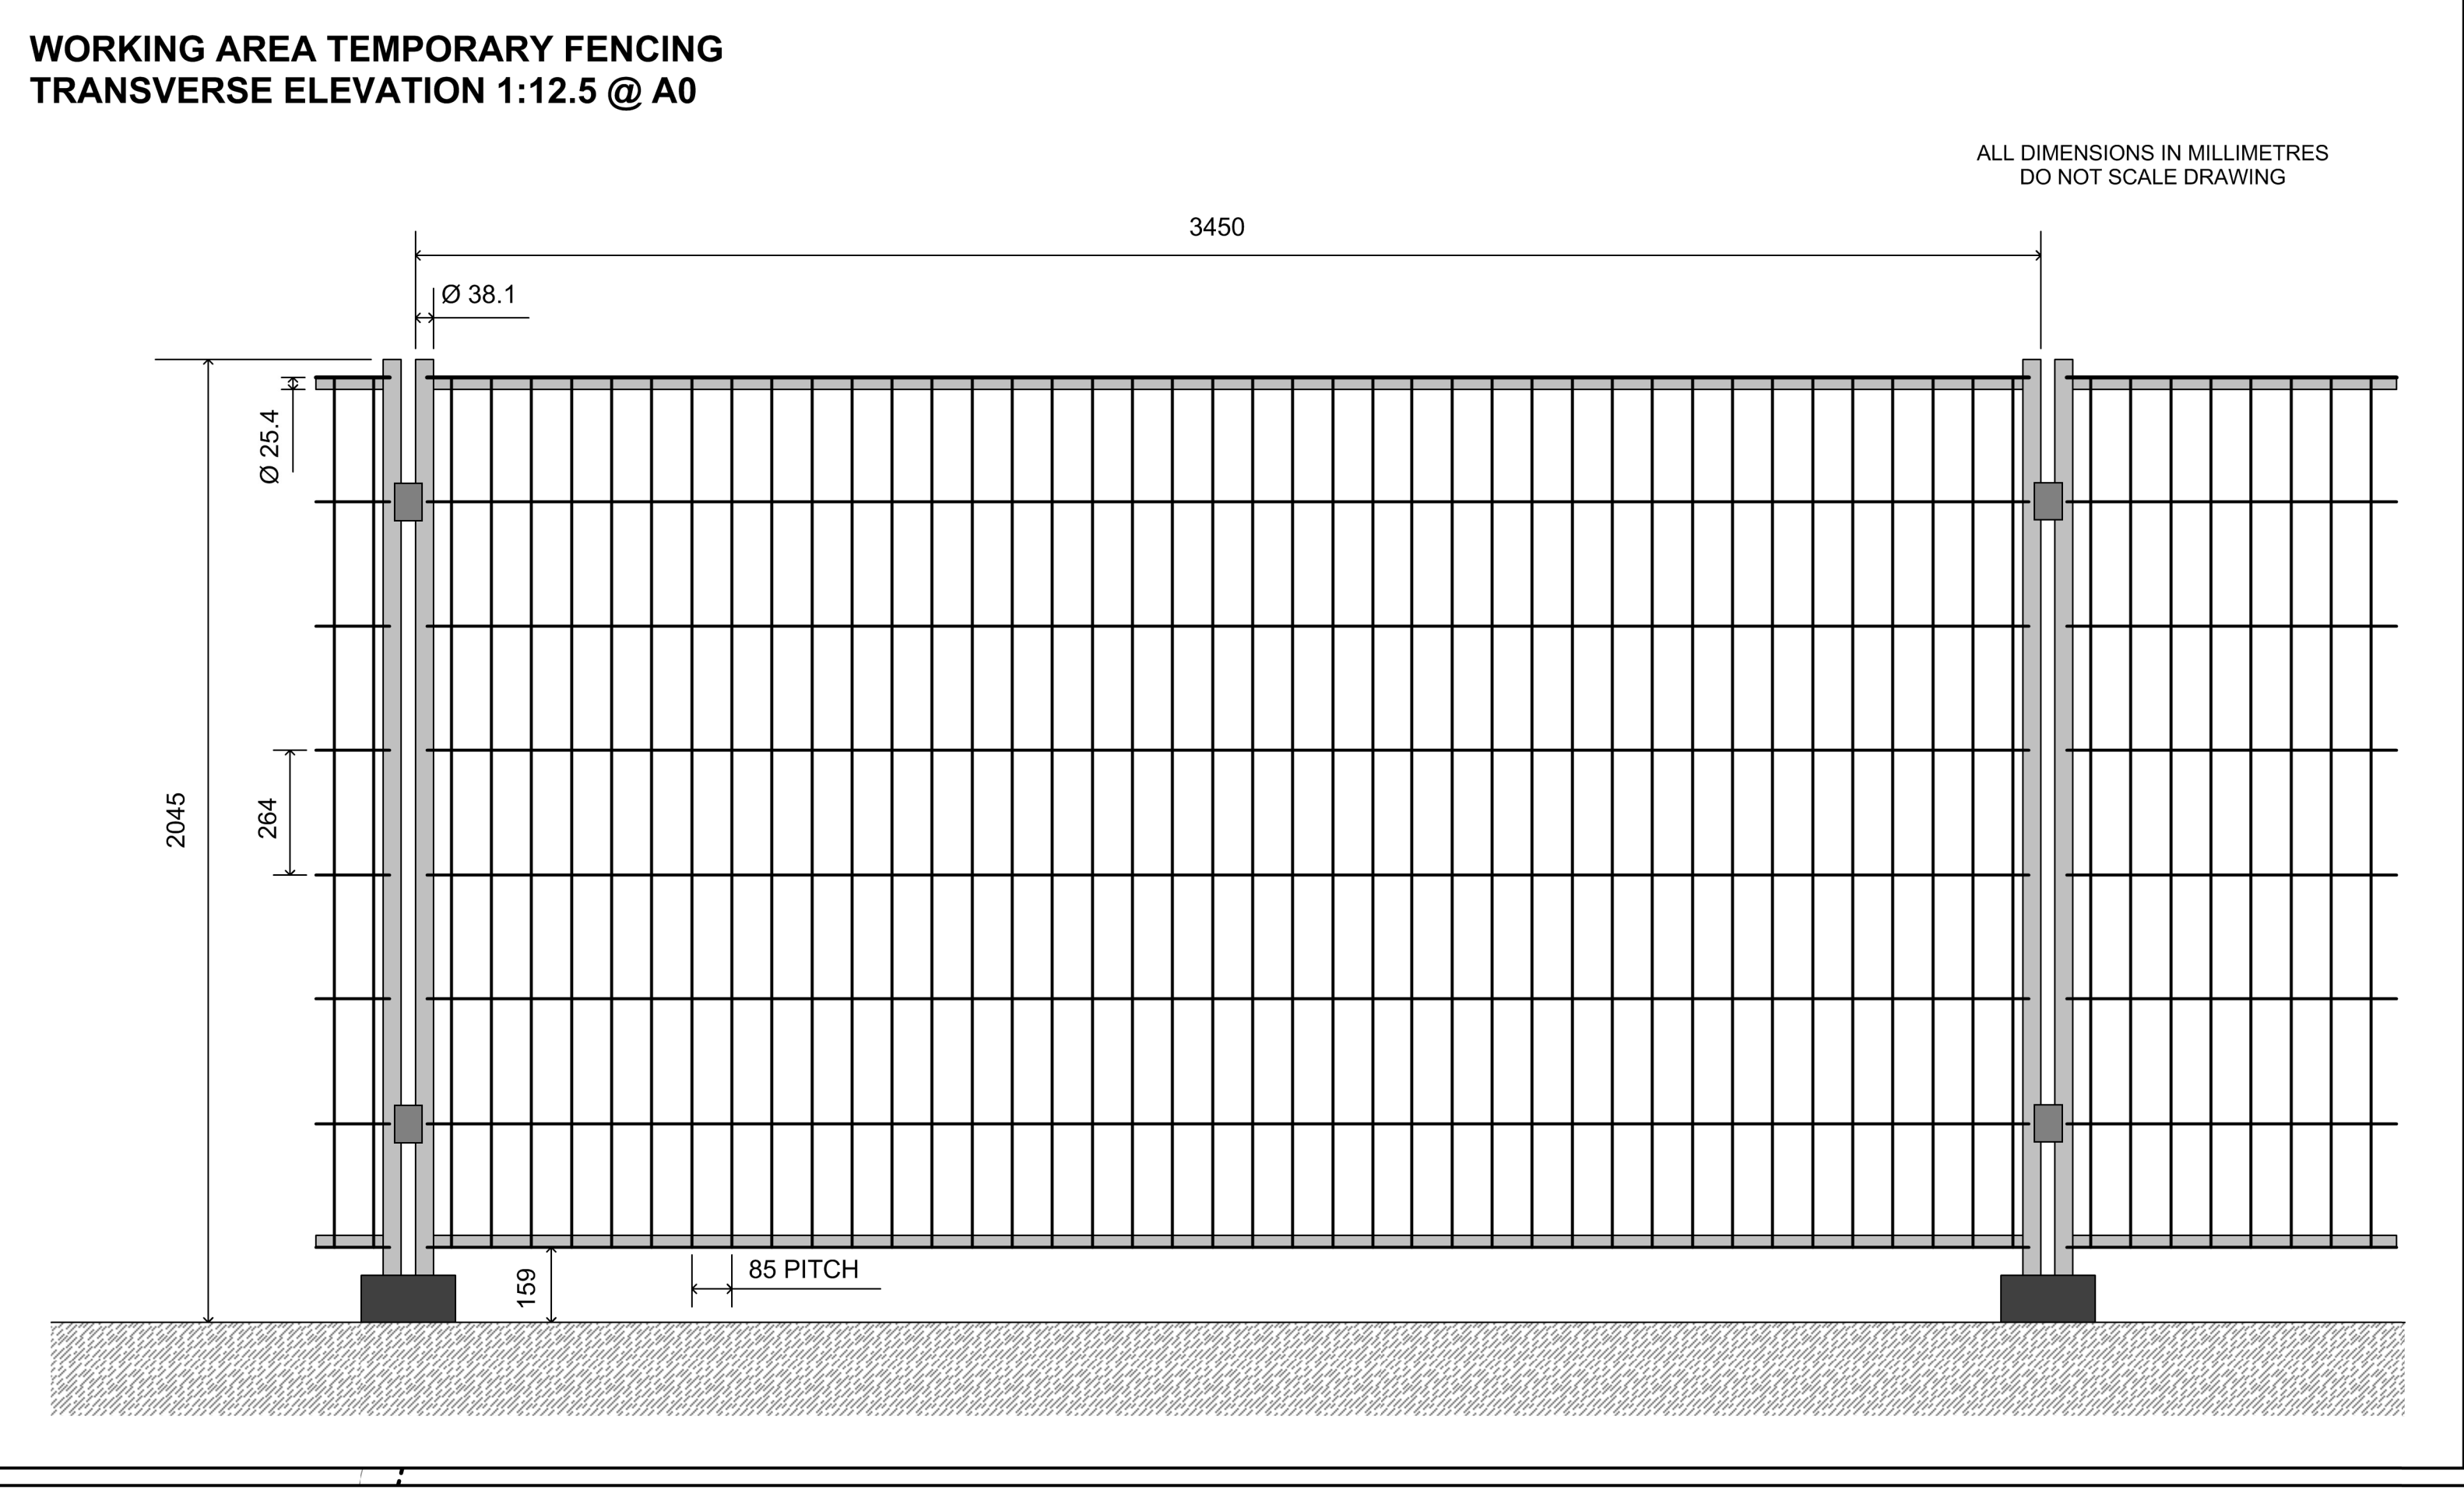 WORKING AREA TEMPORARY FENCING
TRANSVERSE ELEVATION 1:12.5 @ A0
ALL DIMENSIONS IN MILLIMETRES
DO NOT SCALE DRAWING
3450
Ø 38.1
Ø 25.4
2045
264
159
85 PITCH